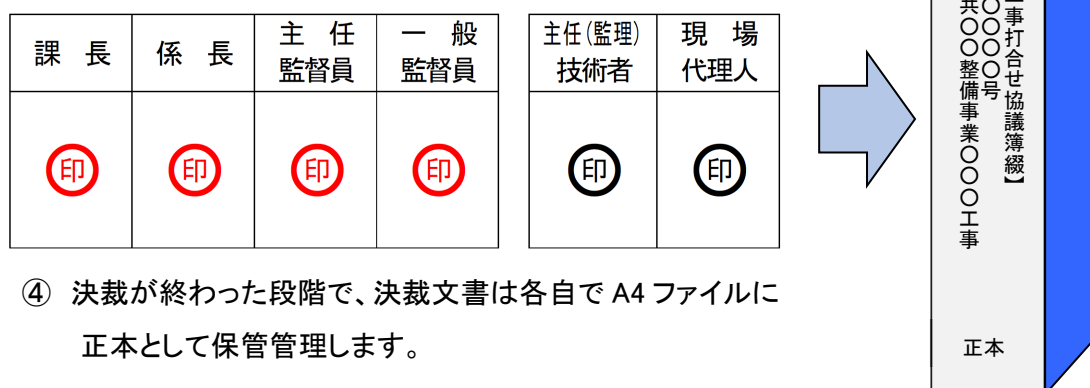 課 長
係 長
主 任
監督員
一 般
監督員
主任(監理)
技術者
現 場
代理人
印
印
印
印
印
印
④ 決裁が終わった段階で、決裁文書は各自で A4 ファイルに
正本として保管管理します。
事打合せ協議簿綴】
〇〇〇〇号
共〇〇整備事業〇〇〇工事
正本